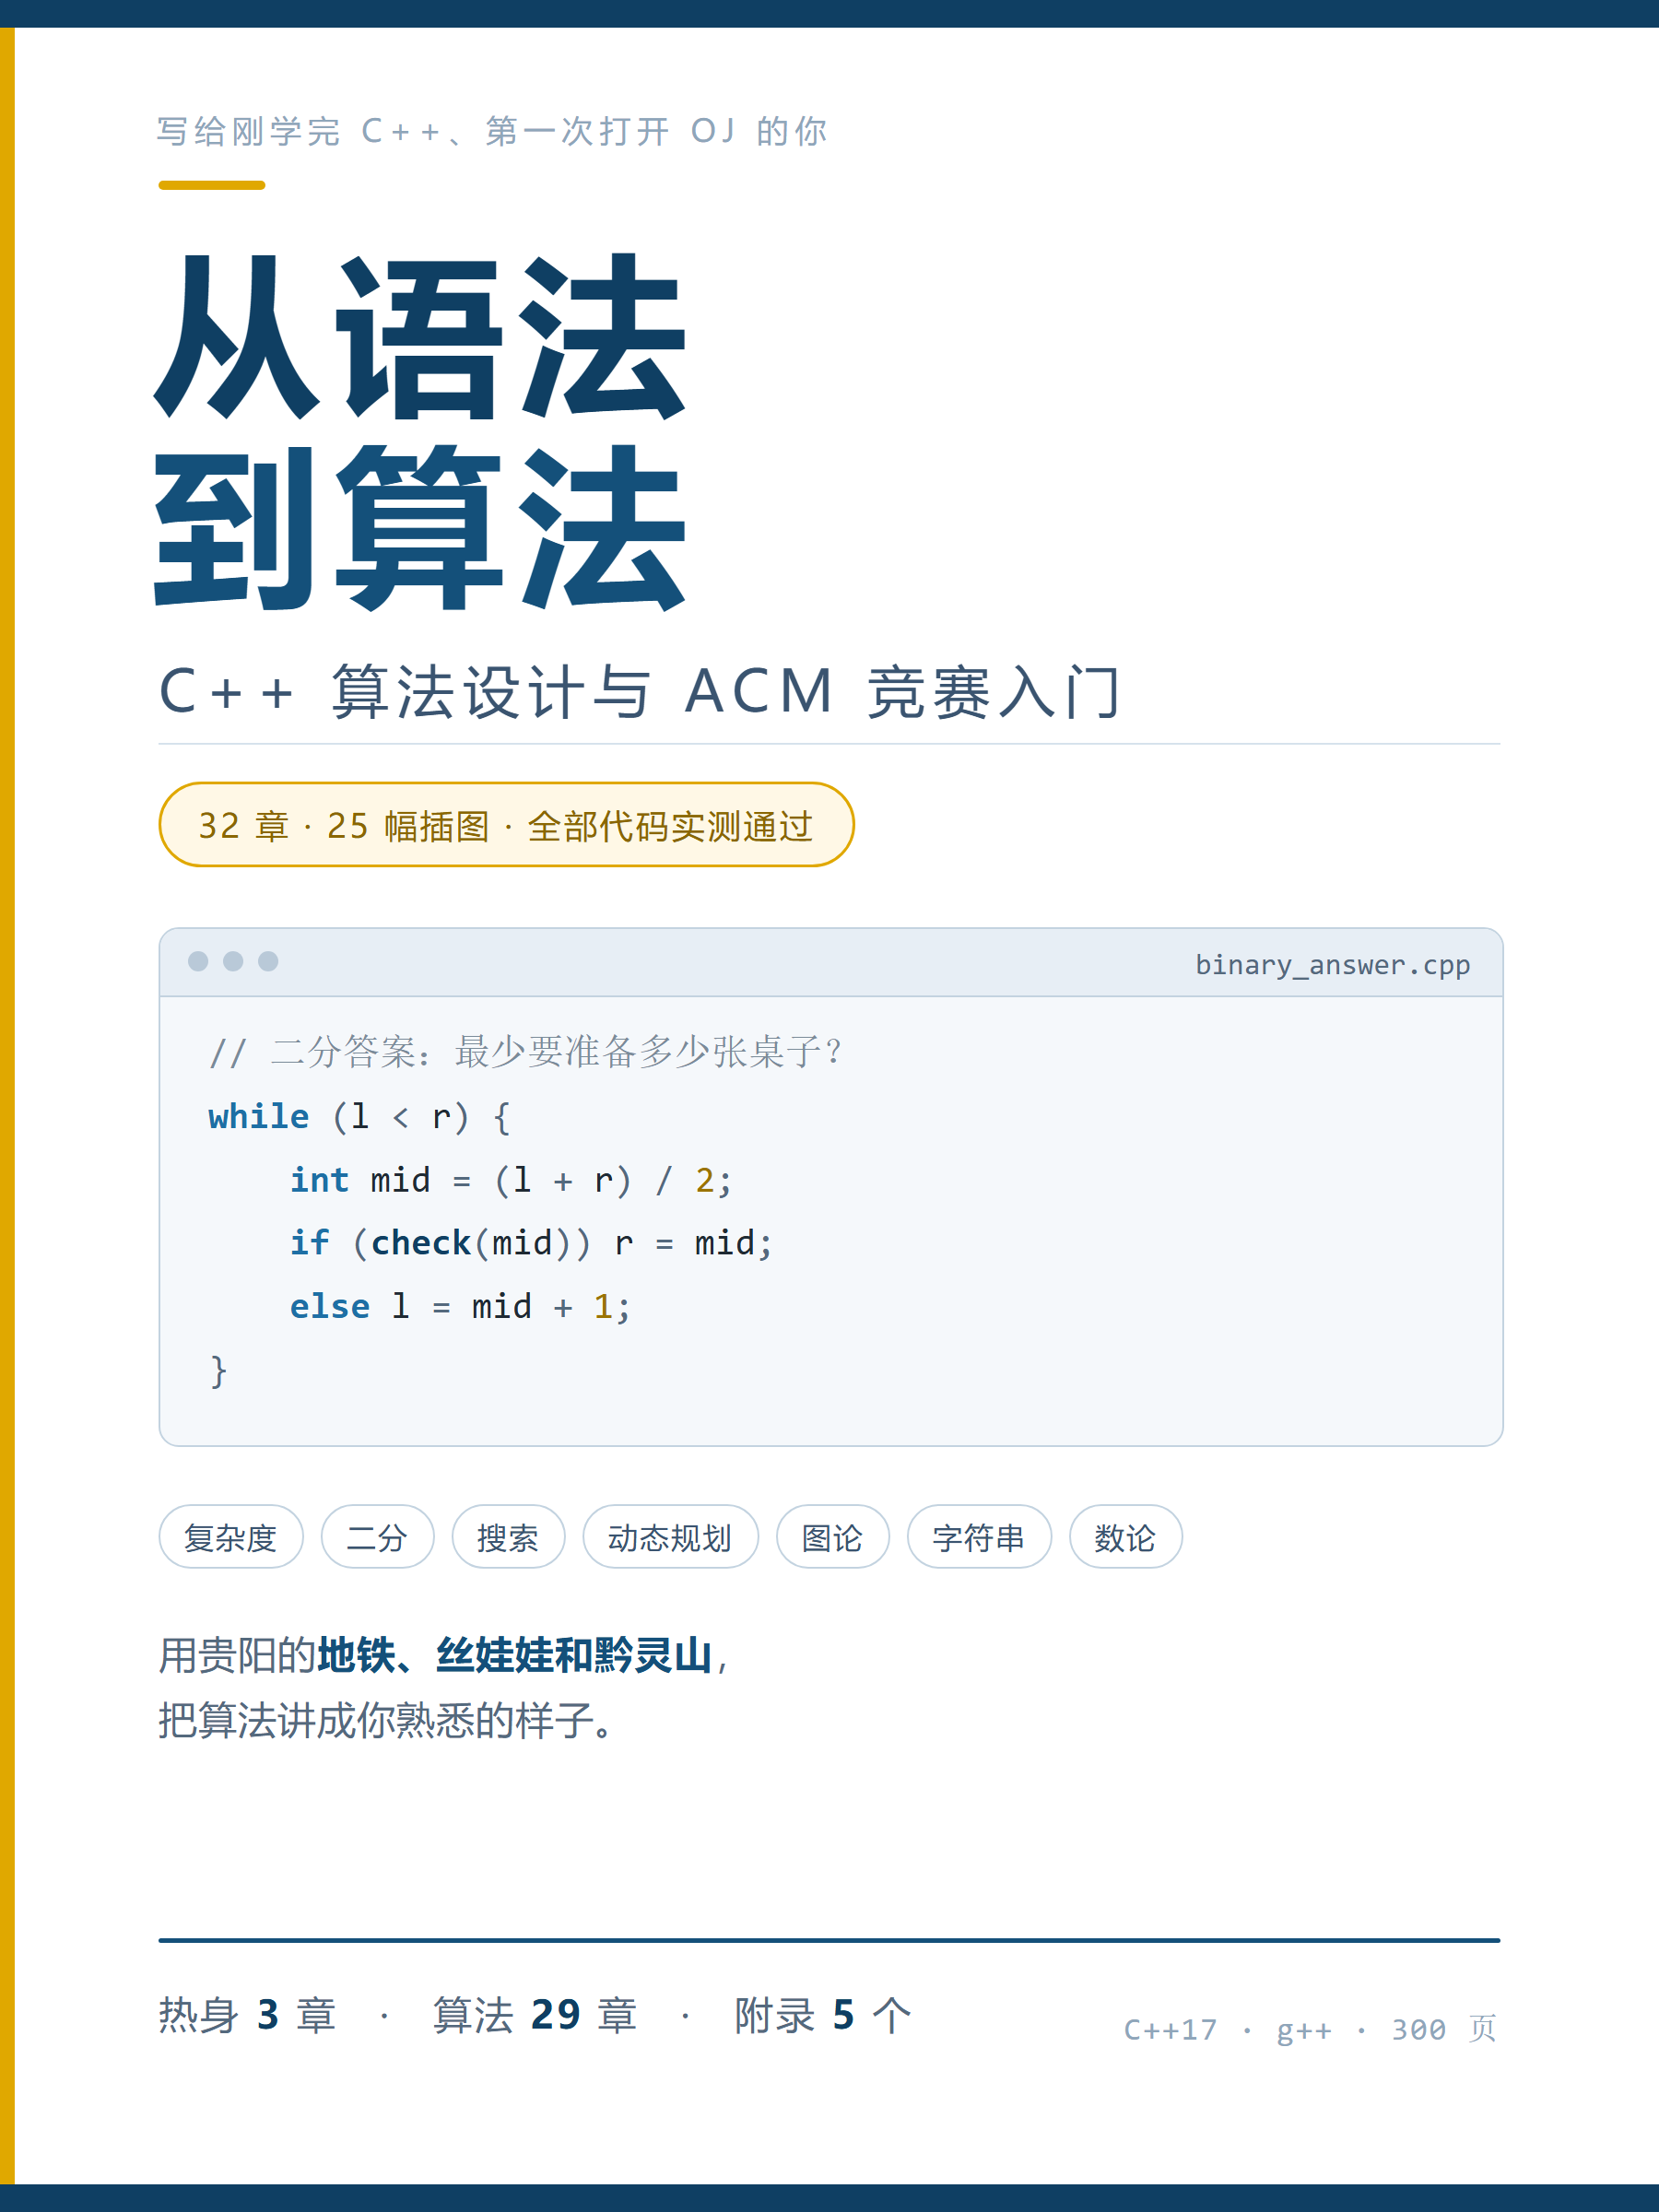 写给刚学完 C++、第一次打开 OJ 的你
从语法
到算法
C++ 算法设计与 ACM 竞赛入门
32 章 · 25 幅插图 · 全部代码实测通过
binary_answer.cpp
// 二分答案：最少要准备多少张桌子？
while (l < r) {
    int mid = (l + r) / 2;
    if (check(mid)) r = mid;
    else l = mid + 1;
}
复杂度 二分 搜索 动态规划 图论 字符串 数论
用贵阳的地铁、丝娃娃和黔灵山，
把算法讲成你熟悉的样子。
热身 3 章 · 算法 29 章 · 附录 5 个
C++17 · g++ · 300 页